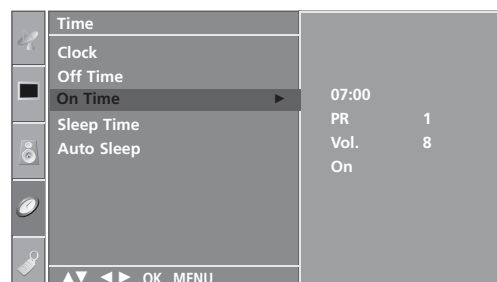 Time
Clock
Off Time
On Time ►
Sleep Time
Auto Sleep
07:00
PR 1
Vol. 8
On
▲▼ ◄► OK MENU